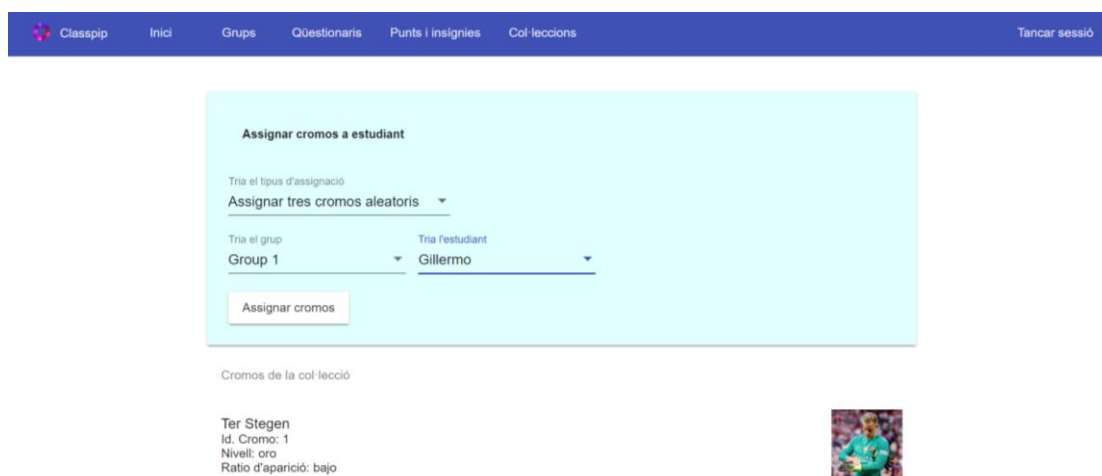 Classpip Inici Grups Qüestionaris Punts i insígnies Col·leccions Tancar sessió
Assignar cromos a estudiant
Tria el tipus d'assignació
Assignar tres cromos aleatoris
Tria el grup Tria l'estudiant
Group 1 Gillermo
Assignar cromos
Cromos de la col·lecció
Ter Stegen
Id. Cromo: 1
Nivell: oro
Ratio d'aparició: bajo